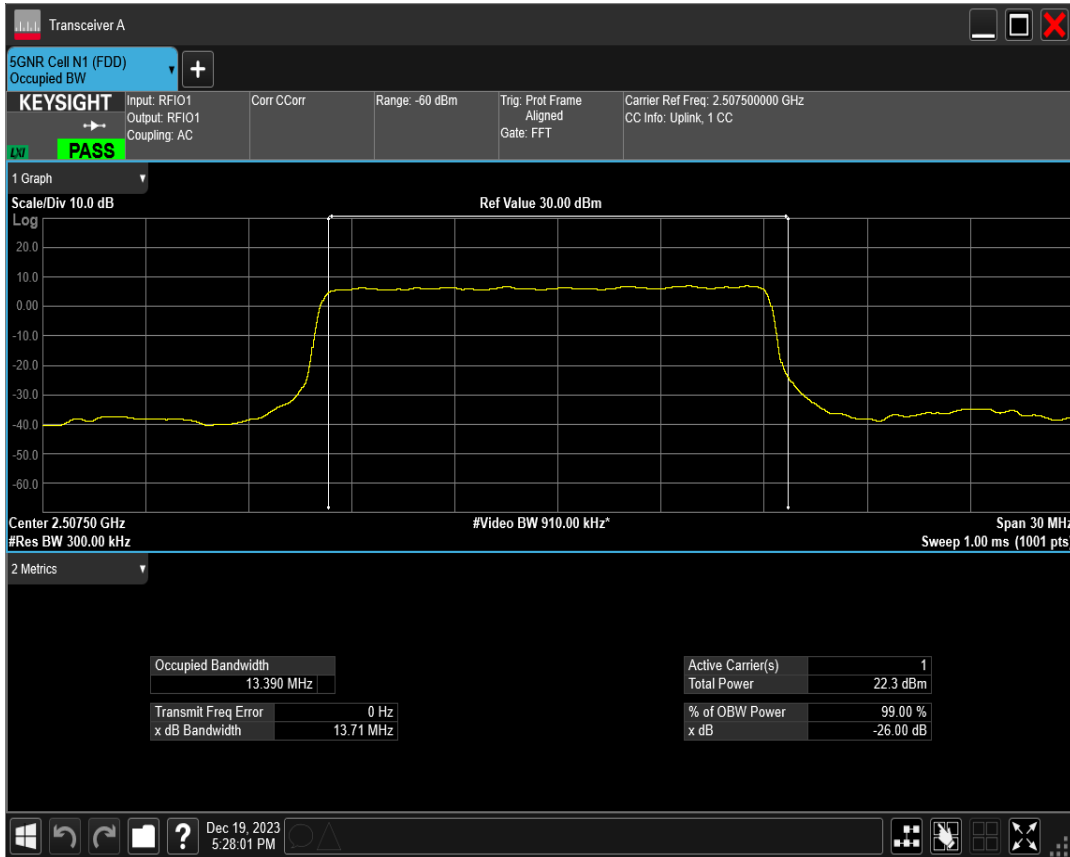 Transceiver A
5GNR Cell N1 (FDD)
Occupied BW
+
KEYSIGHT
LXI
PASS
Input: RFIO1
Output: RFIO1
Coupling: AC
Corr CCorr
Range: -60 dBm
Trig: Prot Frame
Aligned
Gate: FFT
Carrier Ref Freq: 2.507500000 GHz
CC Info: Uplink, 1 CC
1 Graph
Scale/Div 10.0 dB
Ref Value 30.00 dBm
Log
20.0
10.0
0.00
-10.0
-20.0
-30.0
-40.0
-50.0
-60.0
Center 2.50750 GHz
#Video BW 910.00 kHz*
Span 30 MHz
#Res BW 300.00 kHz
Sweep 1.00 ms (1001 pts)
2 Metrics
Occupied Bandwidth
13.390 MHz
Transmit Freq Error 0 Hz
x dB Bandwidth 13.71 MHz
Active Carrier(s) 1
Total Power 22.3 dBm
% of OBW Power 99.00 %
x dB -26.00 dB
?
Dec 19, 2023
5:28:01 PM